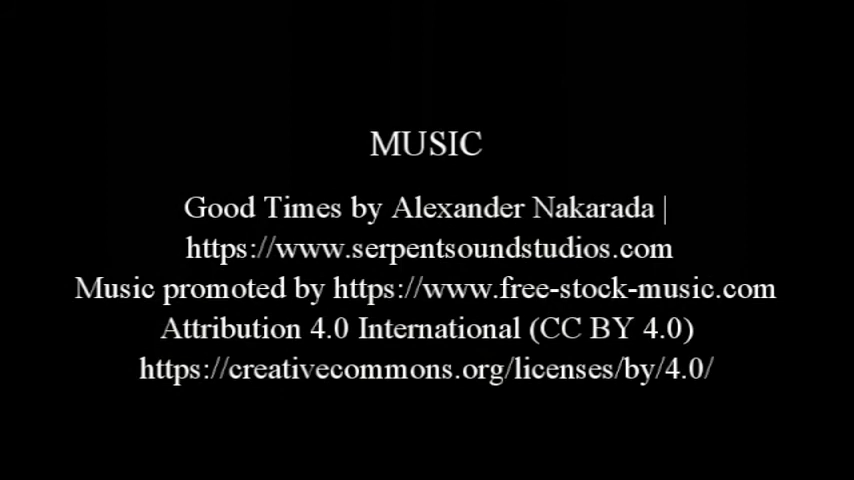 MUSIC
Good Times by Alexander Nakarada |
https://www.serpentsoundstudios.com
Music promoted by https://www.free-stock-music.com
Attribution 4.0 International (CC BY 4.0)
https://creativecommons.org/licenses/by/4.0/